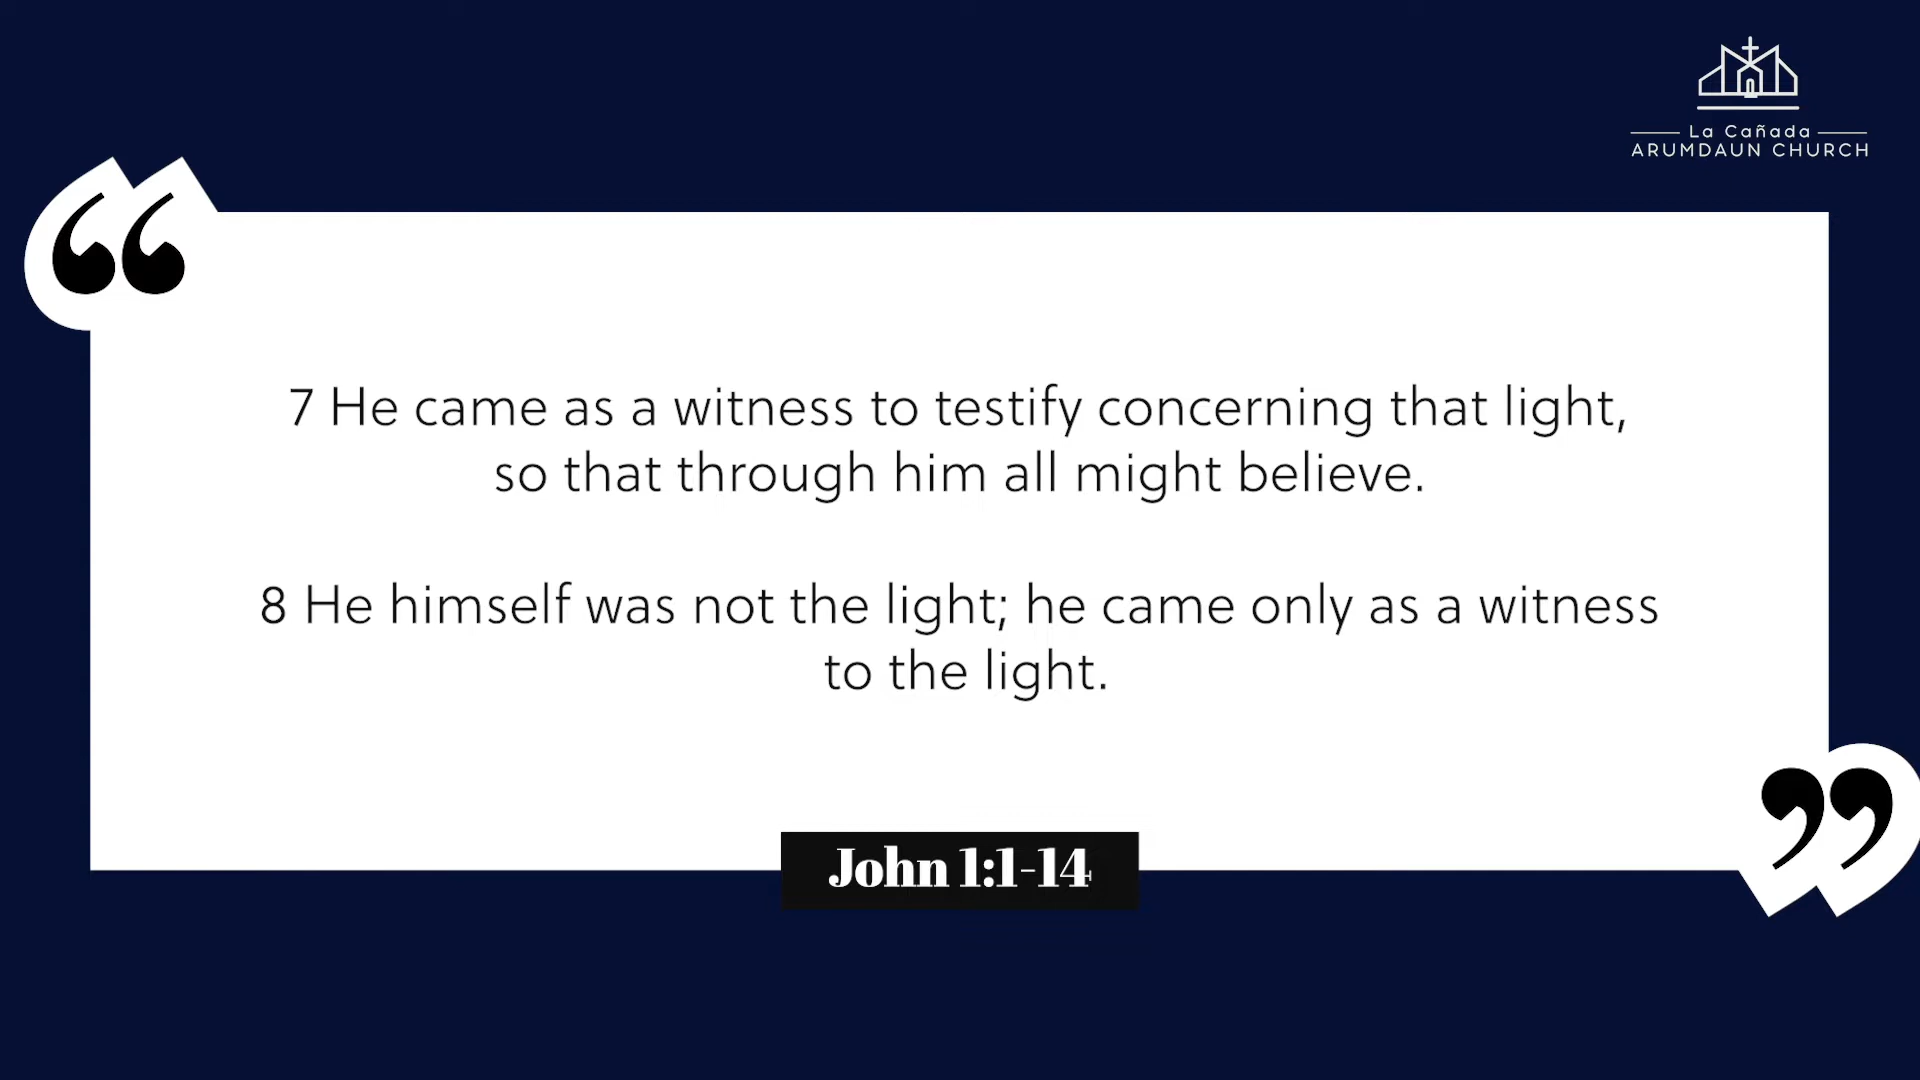 La Cañada
ARUMDAUN CHURCH
7 He came as a witness to testify concerning that light,
so that through him all might believe.
8 He himself was not the light; he came only as a witness
to the light.
John 1:1-14